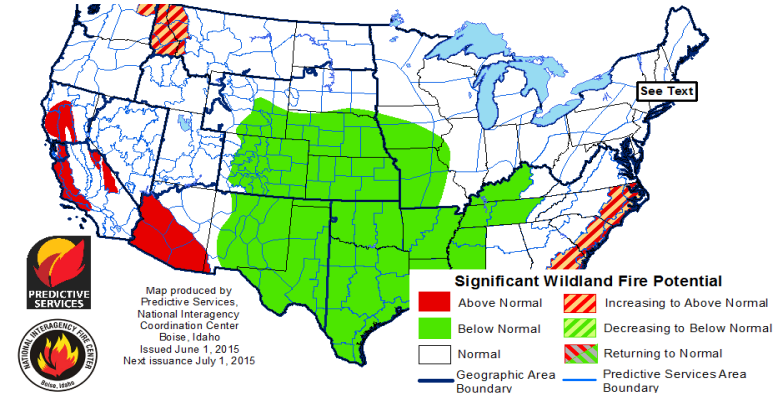 See Text
PREDICTIVE
SERVICES
NATIONAL INTERAGENCY FIRE CENTER
Boise, Idaho
Map produced by
Predictive Services,
National Interagency
Coordination Center
Boise, Idaho
Issued June 1, 2015
Next issuance July 1, 2015
Significant Wildland Fire Potential
Above Normal
Increasing to Above Normal
Below Normal
Decreasing to Below Normal
Normal
Returning to Normal
Geographic Area
Boundary
Predictive Services Area
Boundary